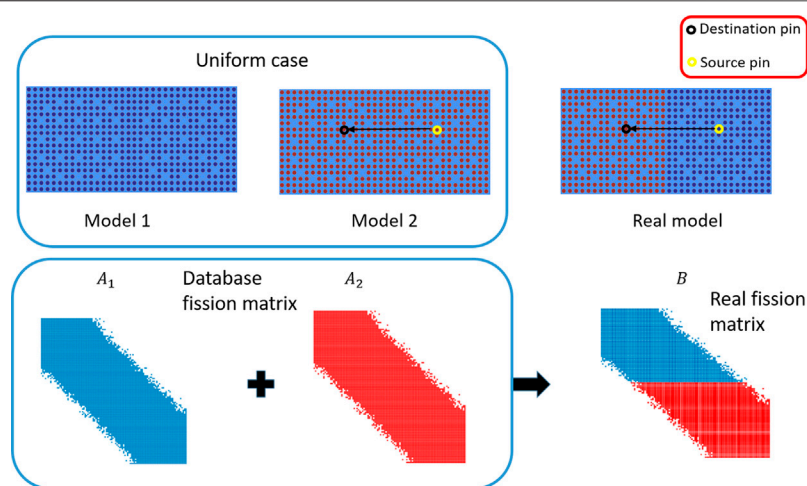 Destination pin
Source pin
Uniform case
Model 1
Model 2
Real model
A₁
Database
fission matrix
A₂
B
Real fission
matrix